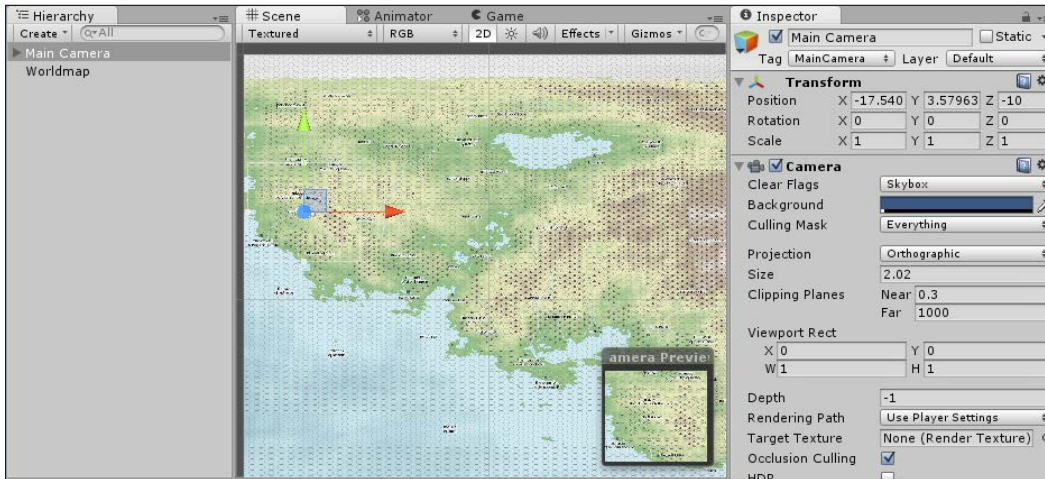 Hierarchy
Create
All
Main Camera
Worldmap
Scene
Animator
Game
Textured
RGB
2D
Effects
Gizmos
amera Previe
Inspector
Main Camera
Static
Tag MainCamera Layer Default
Transform
Position X -17.540 Y 3.57963 Z -10
Rotation X 0 Y 0 Z 0
Scale X 1 Y 1 Z 1
Camera
Clear Flags Skybox
Background
Culling Mask Everything
Projection Orthographic
Size 2.02
Clipping Planes Near 0.3
Far 1000
Viewport Rect
X 0 Y 0
W 1 H 1
Depth -1
Rendering Path Use Player Settings
Target Texture None (Render Texture)
Occlusion Culling
HDR